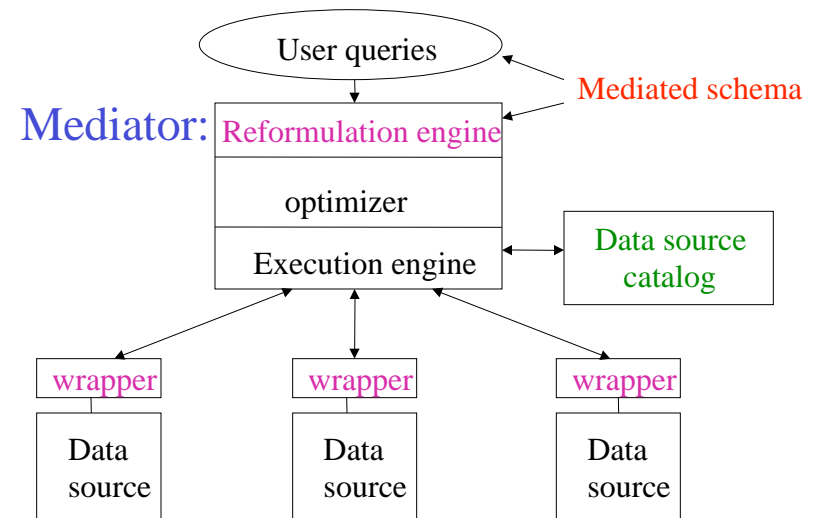 User queries
Mediated schema
Mediator:
Reformulation engine
optimizer
Execution engine
Data source
catalog
wrapper
wrapper
wrapper
Data
source
Data
source
Data
source